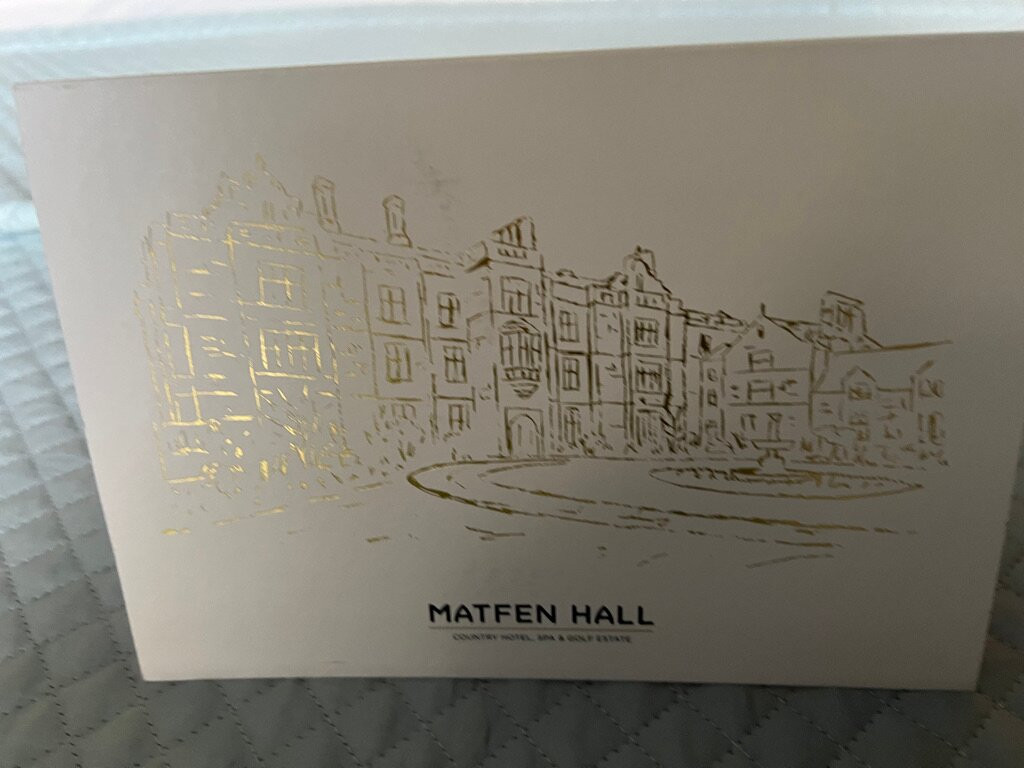 MATFEN HALL
COUNTRY HOTEL, SPA & GOLF ESTATE